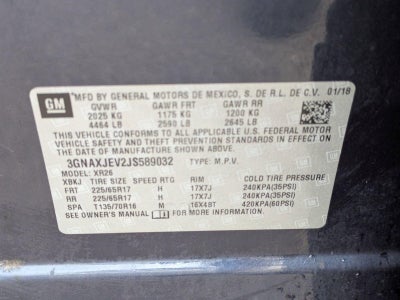 GM
MFD BY GENERAL MOTORS DE MEXICO, S. DE R.L. DE C.V. 01/18
GVWR GAWR FRT GAWR RR
2025 KG 1175 KG 1200 KG
4464 LB 2590 LB 2645 LB
THIS VEHICLE CONFORMS TO ALL APPLICABLE U.S. FEDERAL MOTOR
VEHICLE SAFETY AND THEFT PREVENTION STANDARDS IN EFFECT
ON THE DATE OF MANUFACTURE SHOWN ABOVE.
3GNAXJEV2JS589032 TYPE: M.P.V.
MODEL: XR26
XBKJ TIRE SIZE SPEED RTG RIM COLD TIRE PRESSURE
FRT 225/65R17 H 17X7J 240KPA(35PSI)
RR 225/65R17 H 17X7J 240KPA(35PSI)
SPA T135/70R16 M 16X4BT 420KPA(60PSI)
SEE OWNER'S MANUAL FOR MORE INFORMATION.